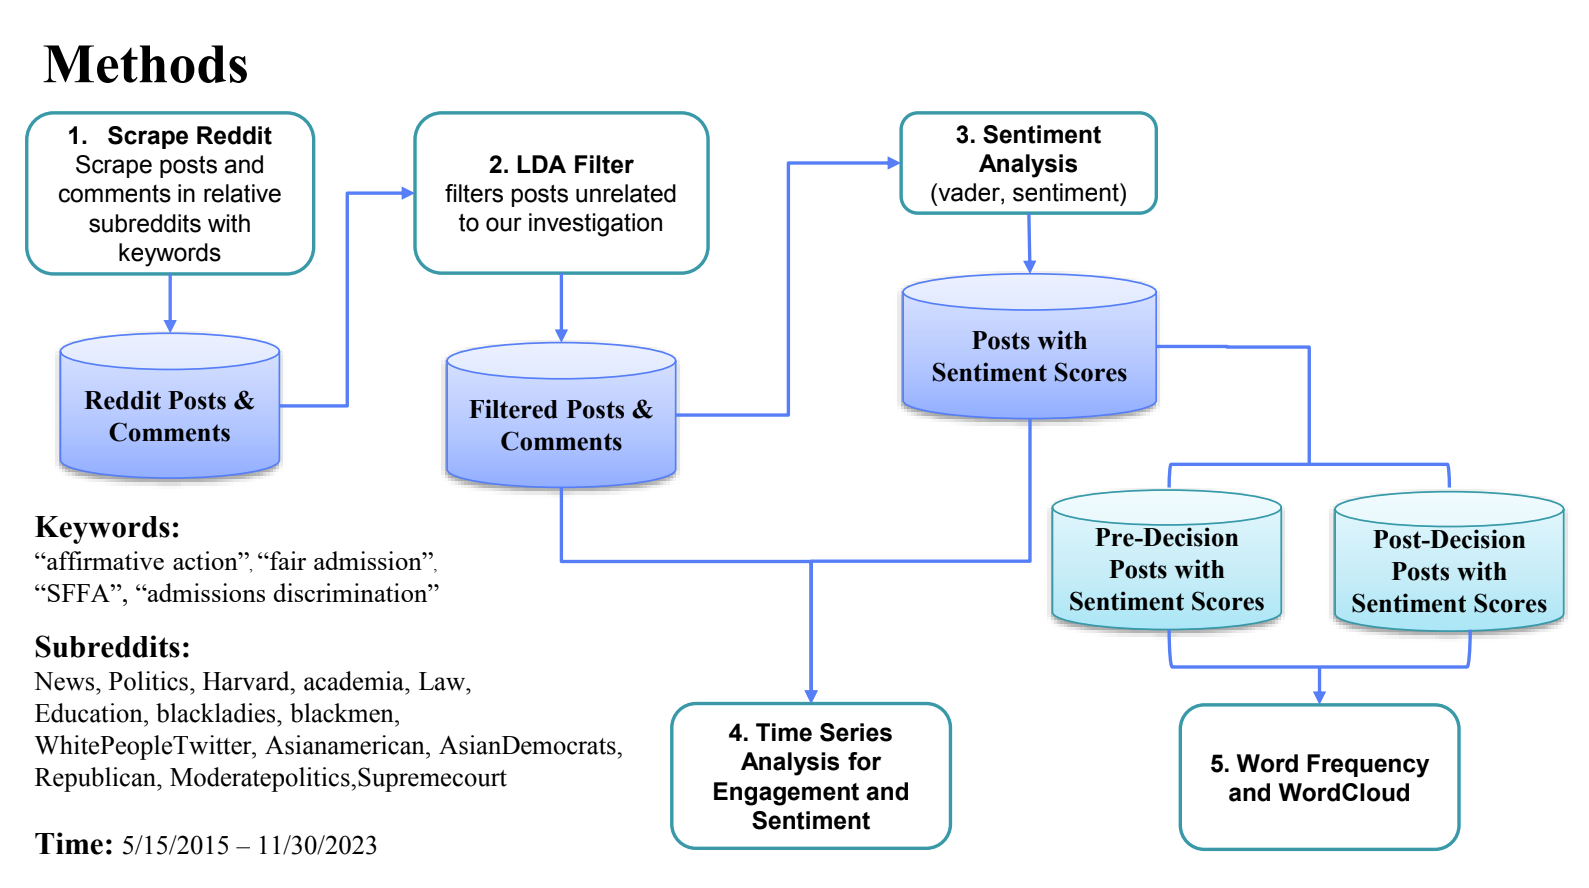 Methods
1. Scrape Reddit
Scrape posts and
comments in relative
subreddits with
keywords
2. LDA Filter
filters posts unrelated
to our investigation
3. Sentiment
Analysis
(vader, sentiment)
Reddit Posts &
Comments
Filtered Posts &
Comments
Posts with
Sentiment Scores
Pre-Decision
Posts with
Sentiment Scores
Post-Decision
Posts with
Sentiment Scores
Keywords:
“affirmative action”, “fair admission”,
“SFFA”, “admissions discrimination”
Subreddits:
News, Politics, Harvard, academia, Law,
Education, blackladies, blackmen,
WhitePeopleTwitter, Asianamerican, AsianDemocrats,
Republican, Moderatepolitics,Supremecourt
Time: 5/15/2015 – 11/30/2023
4. Time Series
Analysis for
Engagement and
Sentiment
5. Word Frequency
and WordCloud